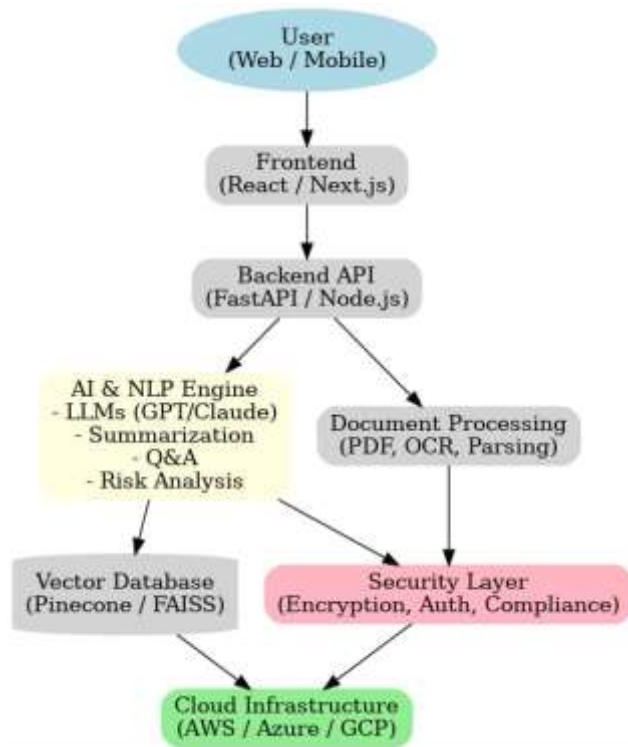 User
(Web / Mobile)
Frontend
(React / Next.js)
Backend API
(FastAPI / Node.js)
AI & NLP Engine
- LLMs (GPT/Claude)
- Summarization
- Q&A
- Risk Analysis
Document Processing
(PDF, OCR, Parsing)
Vector Database
(Pinecone / FAISS)
Security Layer
(Encryption, Auth, Compliance)
Cloud Infrastructure
(AWS / Azure / GCP)